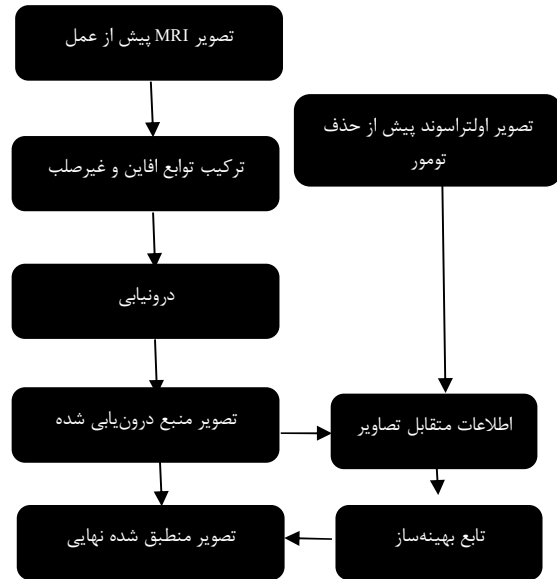 تصویر MRI پیش از عمل
تصویر اولتراسوند پیش از حذف
تومور
ترکیب توابع افاین و غیرصلب
درونیابی
تصویر منبع درون‌یابی شده
اطلاعات متقابل تصاویر
تابع بهینه‌ساز
تصویر منطبق شده نهایی